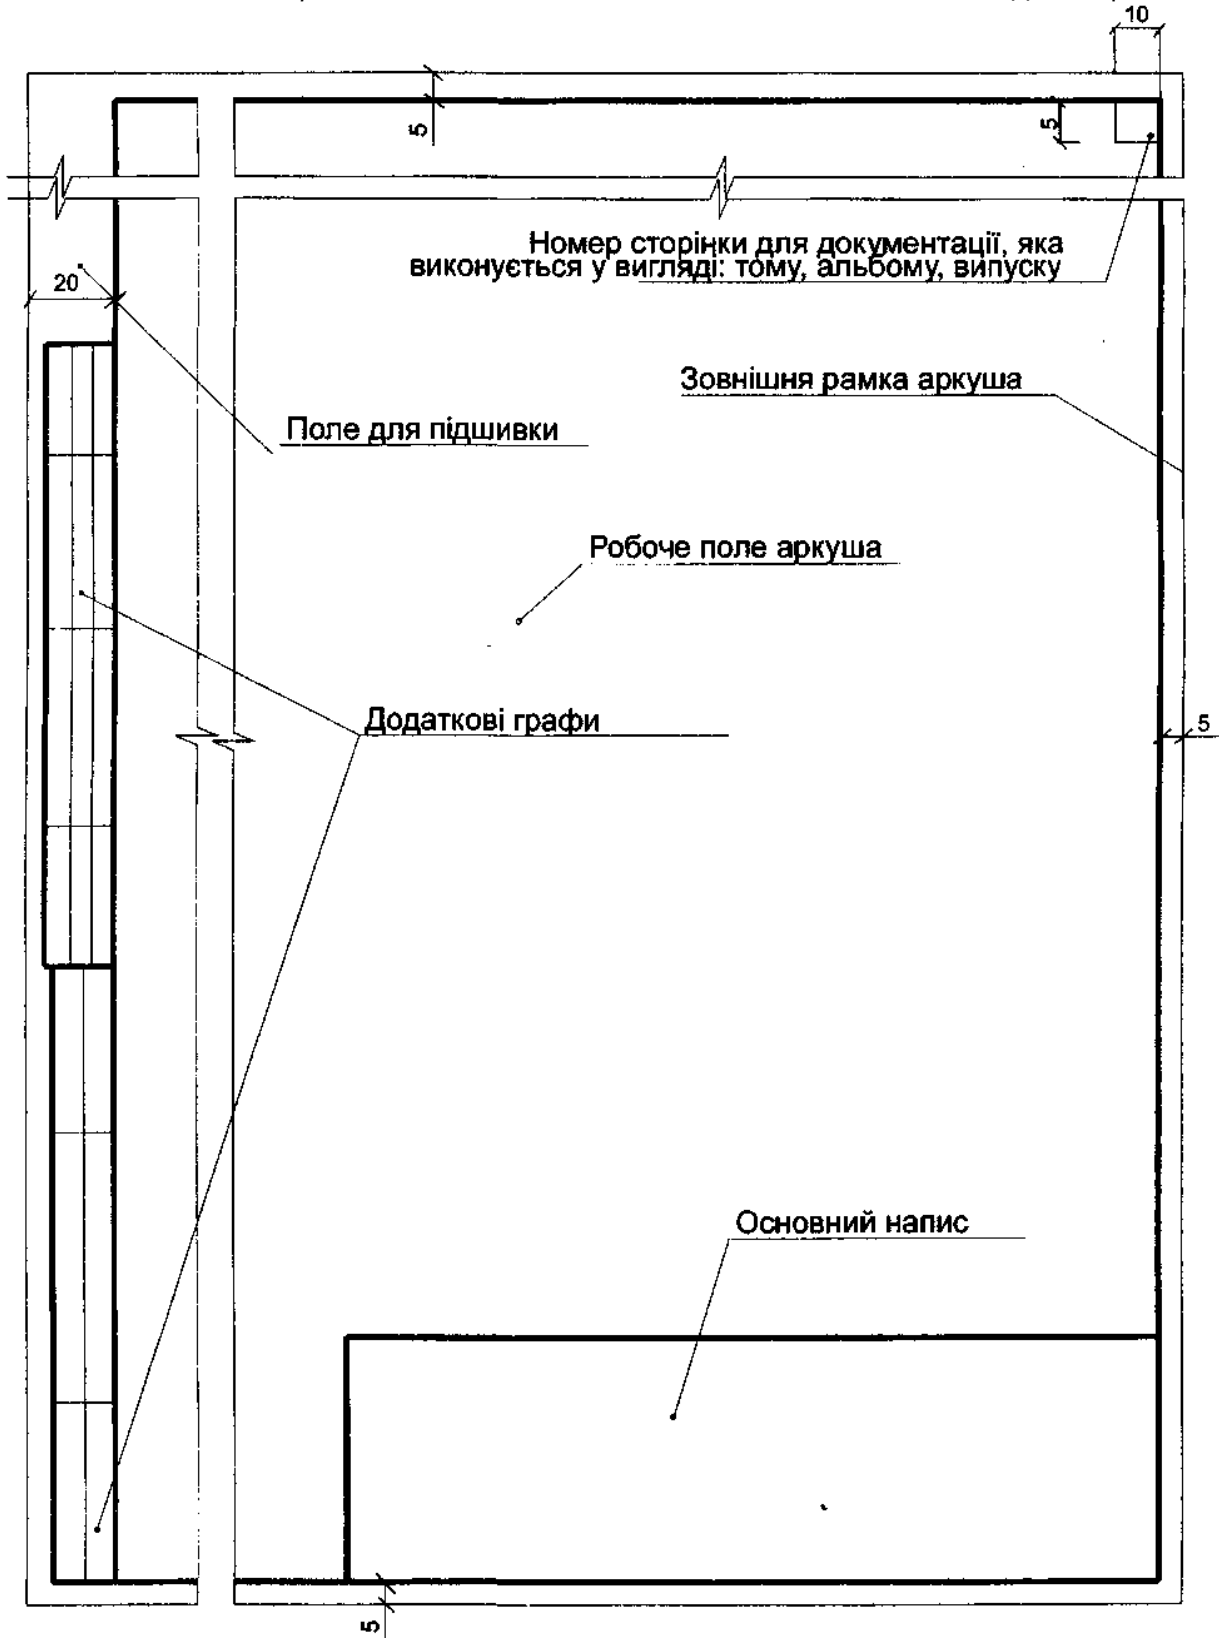 10
5
5
Номер сторінки для документації, яка
виконується у вигляді: тому, альбому, випуску
20
Зовнішня рамка аркуша
Поле для підшивки
Робоче поле аркуша
Додаткові графи
5
Основний напис
5